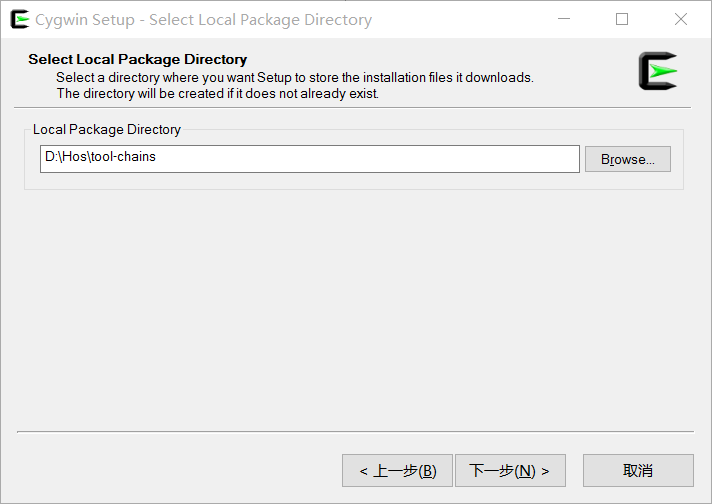 Cygwin Setup - Select Local Package Directory
Select Local Package Directory
Select a directory where you want Setup to store the installation files it downloads.
The directory will be created if it does not already exist.
Local Package Directory
D:\Hos\tool-chains
Browse...
< 上一步(B)
下一步(N) >
取消